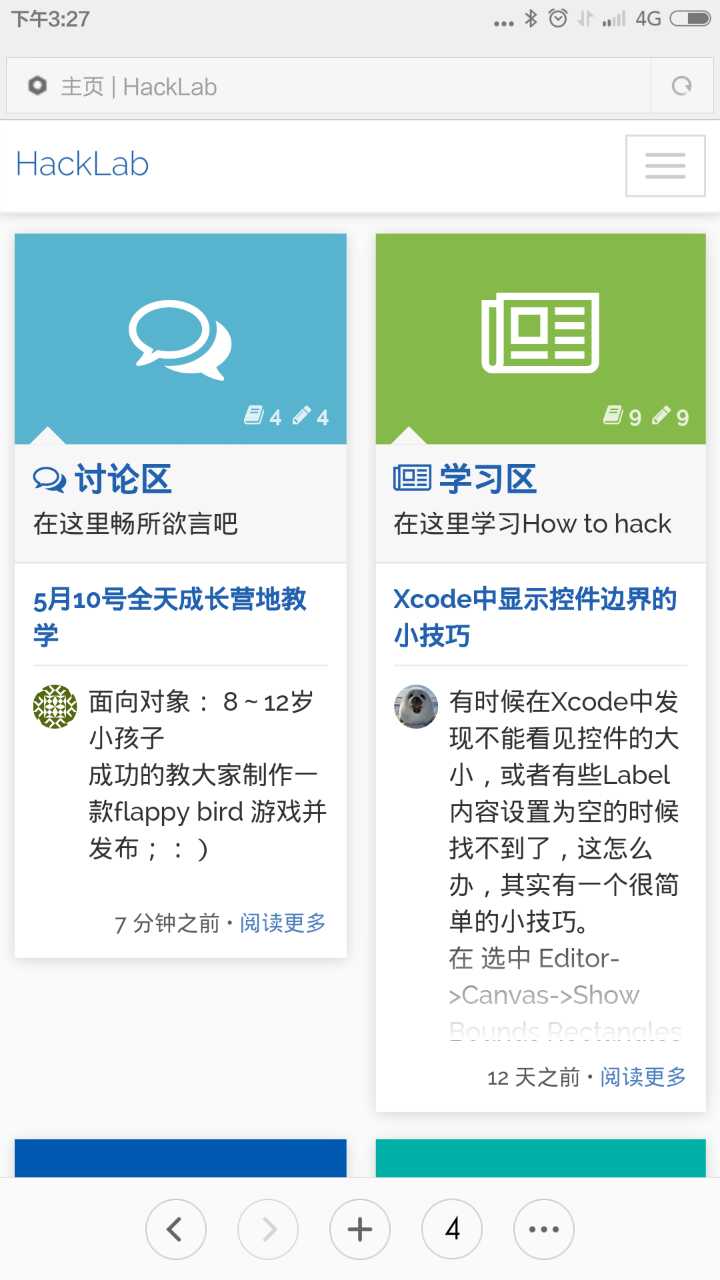 下午3:27
4G
主页 | HackLab
HackLab
4 4
讨论区
在这里畅所欲言吧
5月10号全天成长营地教
学
面向对象： 8 ~ 12岁
小孩子
成功的教大家制作一
款flappy bird 游戏并
发布；：）
7 分钟之前 • 阅读更多
9 9
学习区
在这里学习How to hack
Xcode中显示控件边界的
小技巧
有时候在Xcode中发
现不能看见控件的大
小，或者有些Label
内容设置为空的时候
找不到了，这怎么
办，其实有一个很简
单的小技巧。
在 选中 Editor-
>Canvas->Show
Bounds Rectangles
12 天之前 • 阅读更多
4